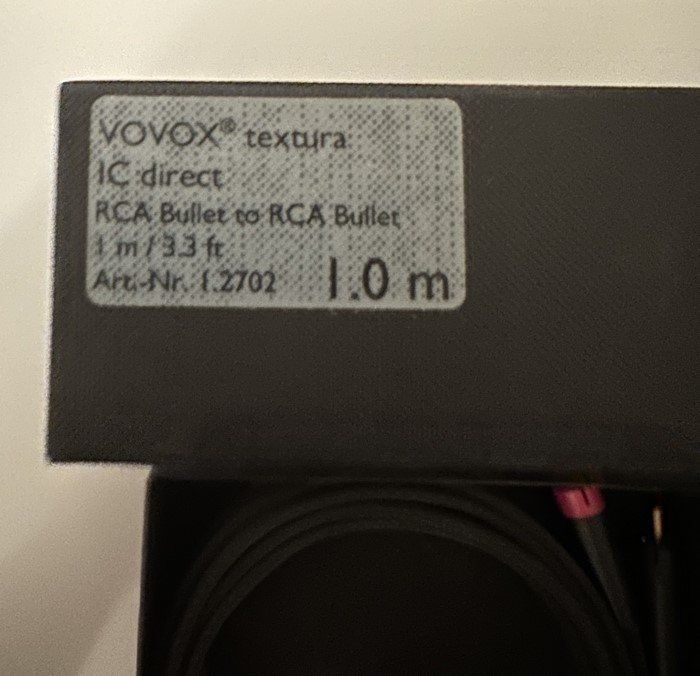 VOVOX® textura
IC direct
RCA Bullet to RCA Bullet
1 m / 3.3 ft
Art.-Nr. 1.2702 1.0 m